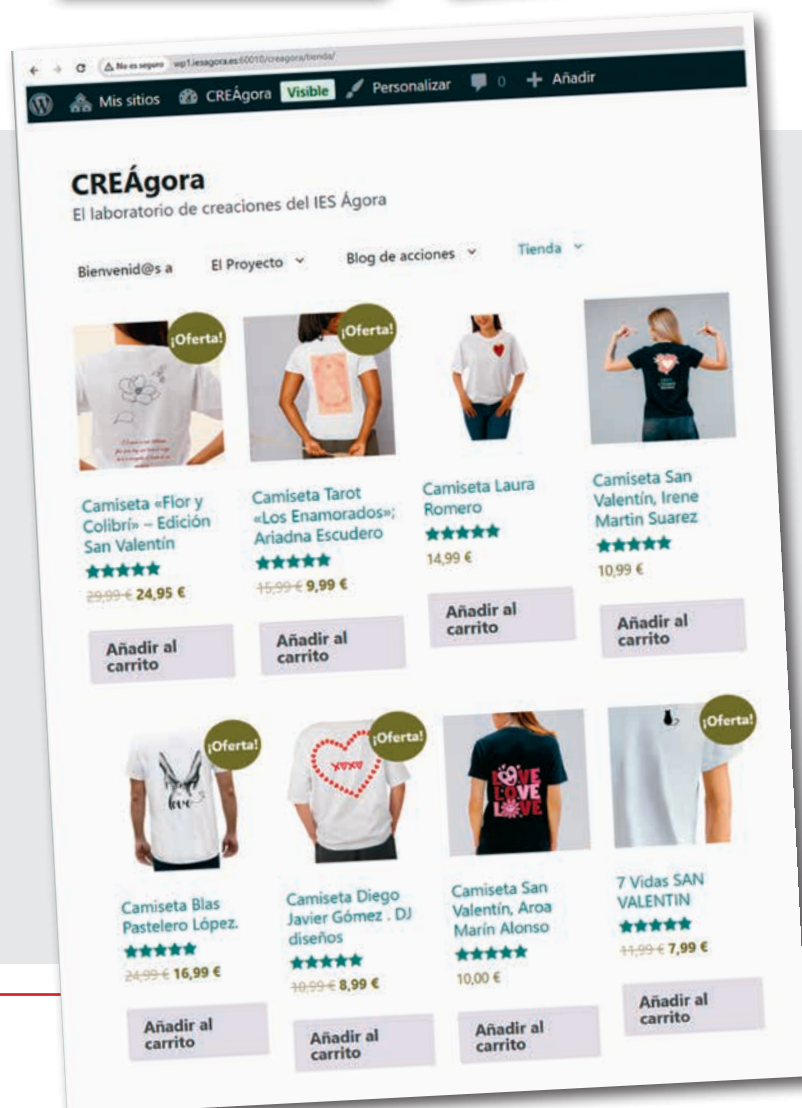 No es seguro wp1.iesagora.es:60010/creagora/tienda/
Mis sitios CREÁgora Visible Personalizar 0 Añadir
CREÁgora
El laboratorio de creaciones del IES Ágora
Bienvenid@s a El Proyecto Blog de acciones Tienda
¡Oferta!
¡Oferta!
Camiseta «Flor y
Colibrí» – Edición
San Valentín
29,99 € 24,95 €
Añadir al
carrito
Camiseta Tarot
«Los Enamorados»;
Ariadna Escudero
15,99 € 9,99 €
Añadir al
carrito
Camiseta Laura
Romero
14,99 €
Añadir al
carrito
Camiseta San
Valentín, Irene
Martin Suarez
10,99 €
Añadir al
carrito
¡Oferta!
love
Camiseta Blas
Pastelero López.
24,99 € 16,99 €
Añadir al
carrito
¡Oferta!
xoxo
Camiseta Diego
Javier Gómez . DJ
diseños
10,99 € 8,99 €
Añadir al
carrito
LOVE
LOVE
LOVE
Camiseta San
Valentín, Aroa
Marín Alonso
10,00 €
Añadir al
carrito
¡Oferta!
7 Vidas SAN
VALENTIN
11,99 € 7,99 €
Añadir al
carrito